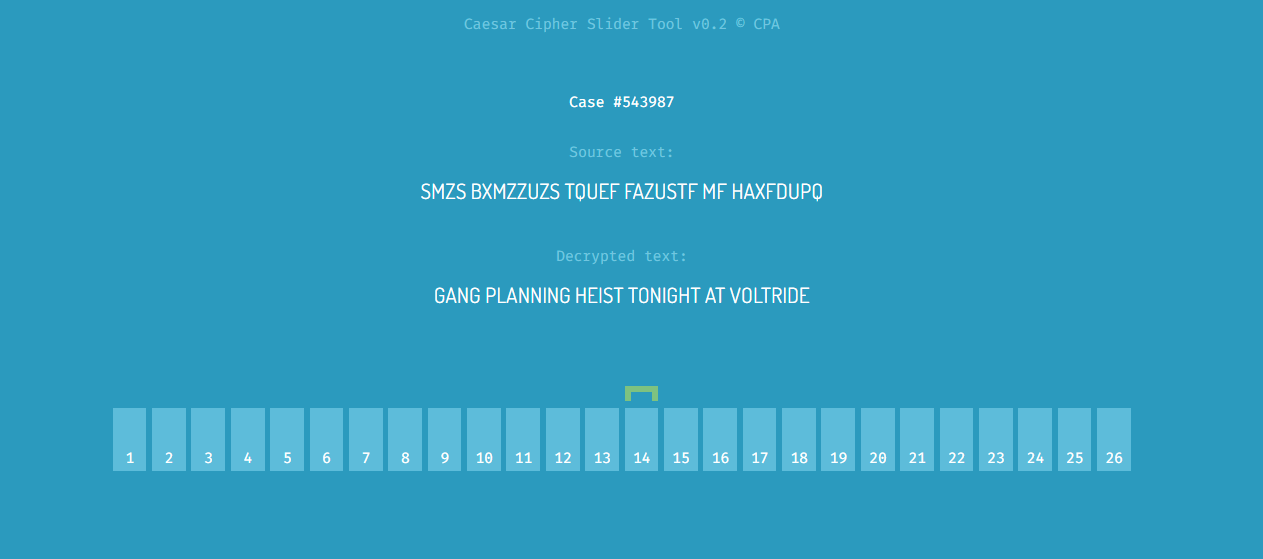 Caesar Cipher Slider Tool v0.2 © CPA
Case #543987
Source text:
SMZS BXMZZUZS TQUEF FAZUSTF MF HAXFDUPQ
Decrypted text:
GANG PLANNING HEIST TONIGHT AT VOLTRIDE
1 2 3 4 5 6 7 8 9 10 11 12 13 14 15 16 17 18 19 20 21 22 23 24 25 26